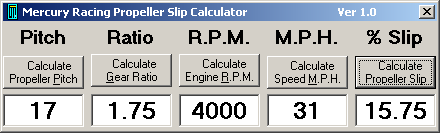 Mercury Racing Propeller Slip Calculator Ver 1.0
Pitch Ratio R.P.M. M.P.H. % Slip
Calculate Calculate Calculate Calculate Calculate
Propeller Pitch Gear Ratio Engine R.P.M. Speed M.P.H. Propeller Slip
17 1.75 4000 31 15.75